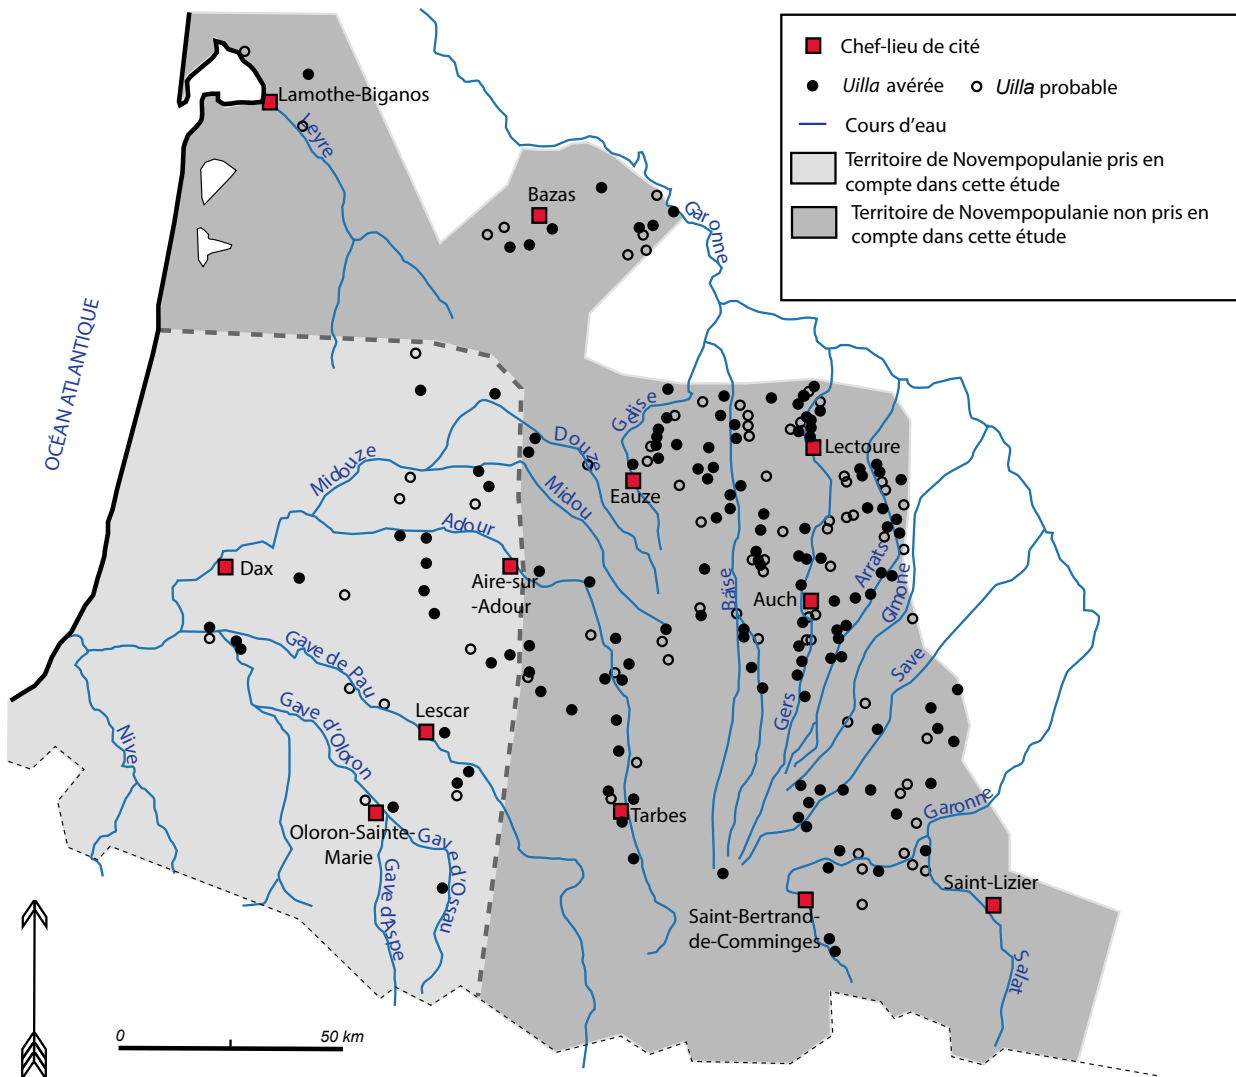 Chef-lieu de cité
Uilla avérée
Uilla probable
Cours d'eau
Territoire de Novempopulanie pris en
compte dans cette étude
Territoire de Novempopulanie non pris en
compte dans cette étude
Lamothe-Biganos
Leyre
Bazas
Garonne
OCÉAN ATLANTIQUE
Gélise
Douze
Midouze
Lectoure
Eauze
Midou
Adour
Dax
Aire-sur-
-Adour
Baïse
Auch
Arrats
Gimone
Gave de Pau
Save
Gers
Lescar
Gave d'Oloron
Nive
Garonne
Tarbes
Oloron-Sainte-
Marie
Gave d'Ossau
Gave d'Aspe
Saint-Lizier
Saint-Bertrand-
de-Comminges
Salat
0
50 km